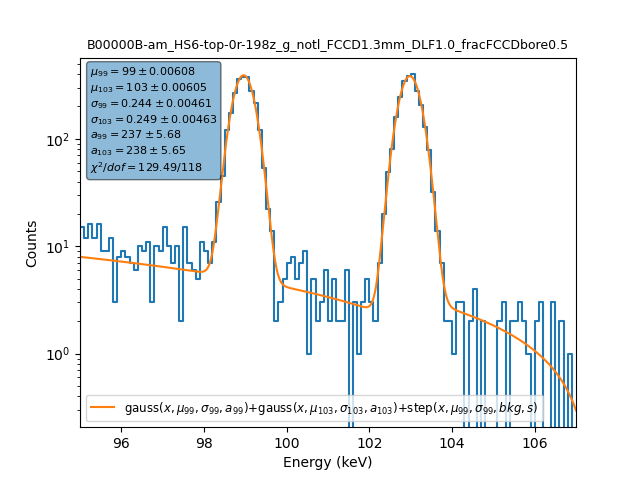 B00000B-am_HS6-top-0r-198z_g_notl_FCCD1.3mm_DLF1.0_fracFCCDbore0.5
μ₉₉ = 99 ± 0.00608
μ₁₀₃ = 103 ± 0.00605
σ₉₉ = 0.244 ± 0.00461
σ₁₀₃ = 0.249 ± 0.00463
a₉₉ = 237 ± 5.68
a₁₀₃ = 238 ± 5.65
χ²/dof = 129.49/118
10²
10¹
10⁰
Counts
gauss(x, μ₉₉, σ₉₉, a₉₉)+gauss(x, μ₁₀₃, σ₁₀₃, a₁₀₃)+step(x, μ₉₉, σ₉₉, bkg, s)
96 98 100 102 104 106
Energy (keV)